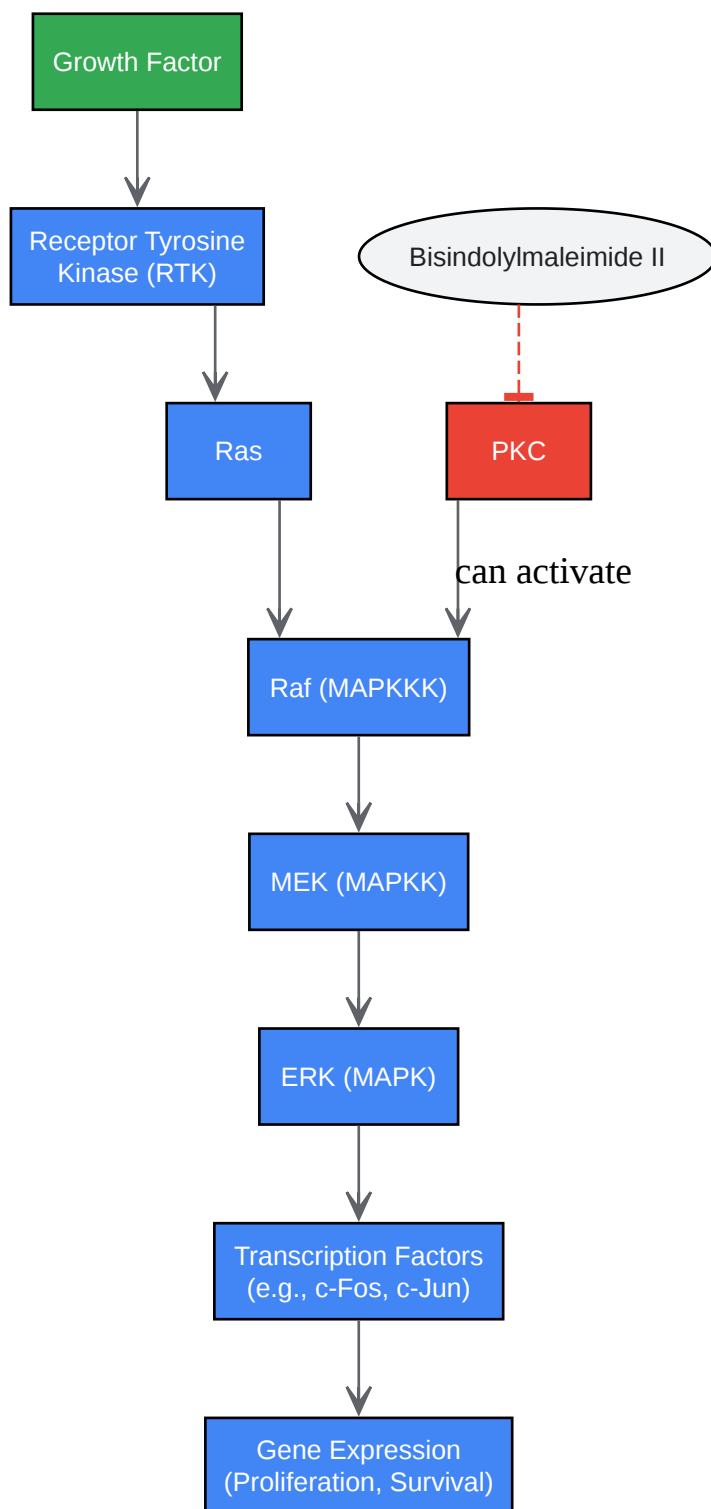 Growth Factor
Receptor Tyrosine
Kinase (RTK)
Bisindolylmaleimide II
Ras
PKC
can activate
Raf (MAPKKK)
MEK (MAPKK)
ERK (MAPK)
Transcription Factors
(e.g., c-Fos, c-Jun)
Gene Expression
(Proliferation, Survival)